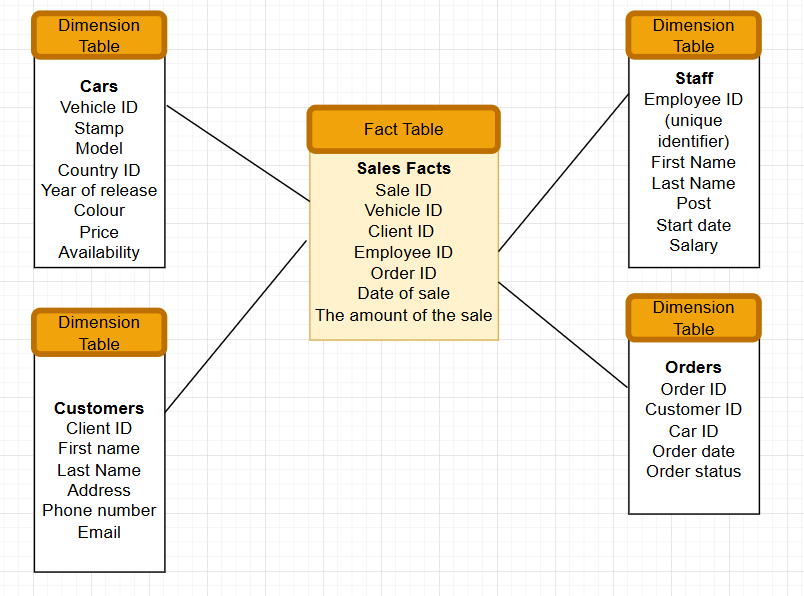 Dimension
Table
Cars
Vehicle ID
Stamp
Model
Country ID
Year of release
Colour
Price
Availability
Fact Table
Sales Facts
Sale ID
Vehicle ID
Client ID
Employee ID
Order ID
Date of sale
The amount of the sale
Dimension
Table
Staff
Employee ID
(unique
identifier)
First Name
Last Name
Post
Start date
Salary
Dimension
Table
Customers
Client ID
First name
Last Name
Address
Phone number
Email
Dimension
Table
Orders
Order ID
Customer ID
Car ID
Order date
Order status